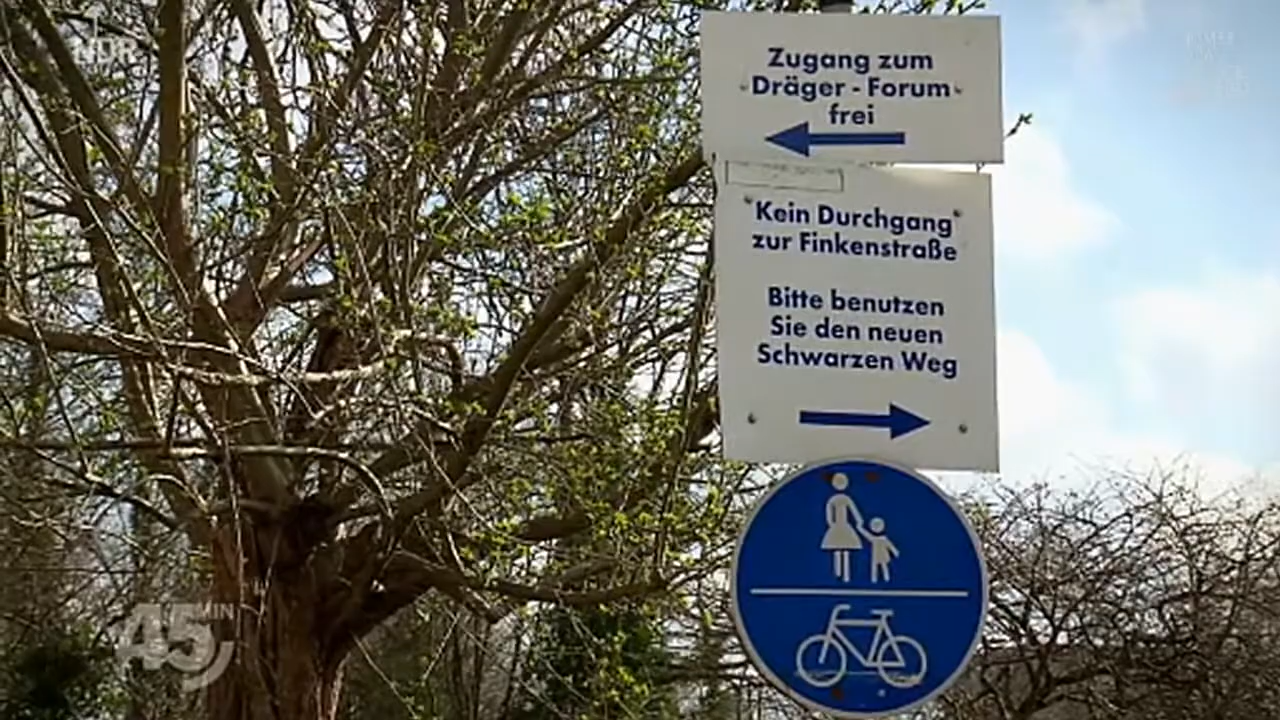 NDR
Zugang zum
Dräger - Forum
frei
Kein Durchgang
zur Finkenstraße
Bitte benutzen
Sie den neuen
Schwarzen Weg
45 MIN